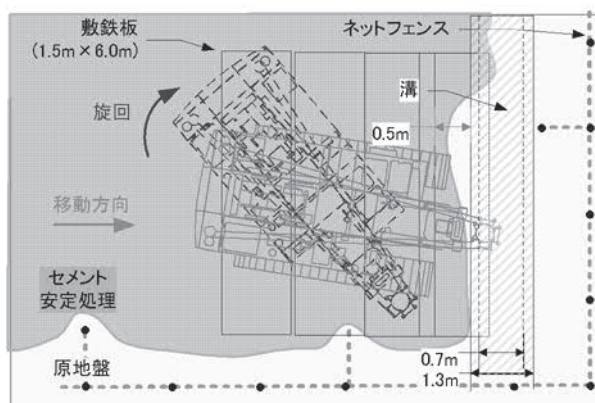 敷鉄板
(1.5m×6.0m)
ネットフェンス
溝
旋回
0.5m
移動方向
セメント
安定処理
原地盤
0.7m
1.3m